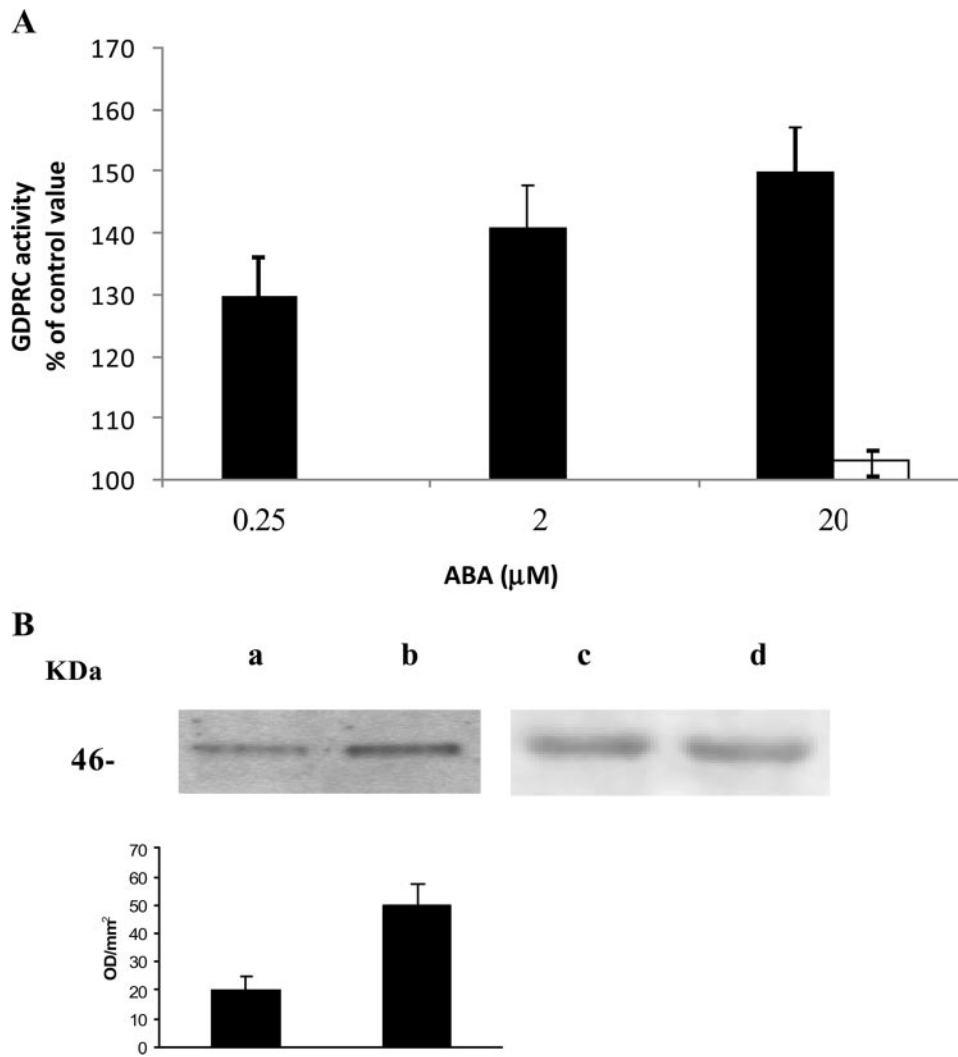 A
GDPRC activity
% of control value
170
160
150
140
130
120
110
100
0.25 2 20
ABA (μM)
B
KDa a b c d
46-
OD/mm²
70
60
50
40
30
20
10
0